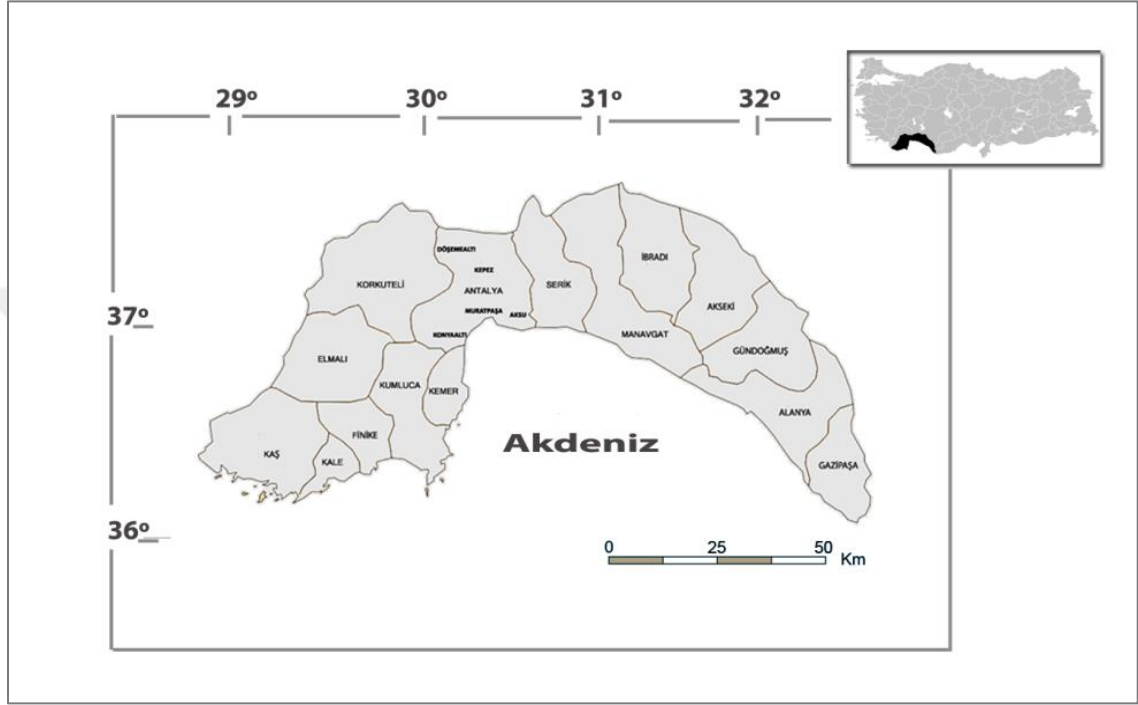 29º 30º 31º 32º
DÖŞEMEALTI
KEPEZ
İBRADI
KORKUTELİ
ANTALYA
SERİK
AKSEKİ
37º
MURATPAŞA
AKSU
KONYAALTI
MANAVGAT
GÜNDOĞMUŞ
ELMALI
KUMLUCA
KEMER
ALANYA
FİNİKE
Akdeniz
KAŞ
KALE
GAZİPAŞA
36º
0 25 50
Km